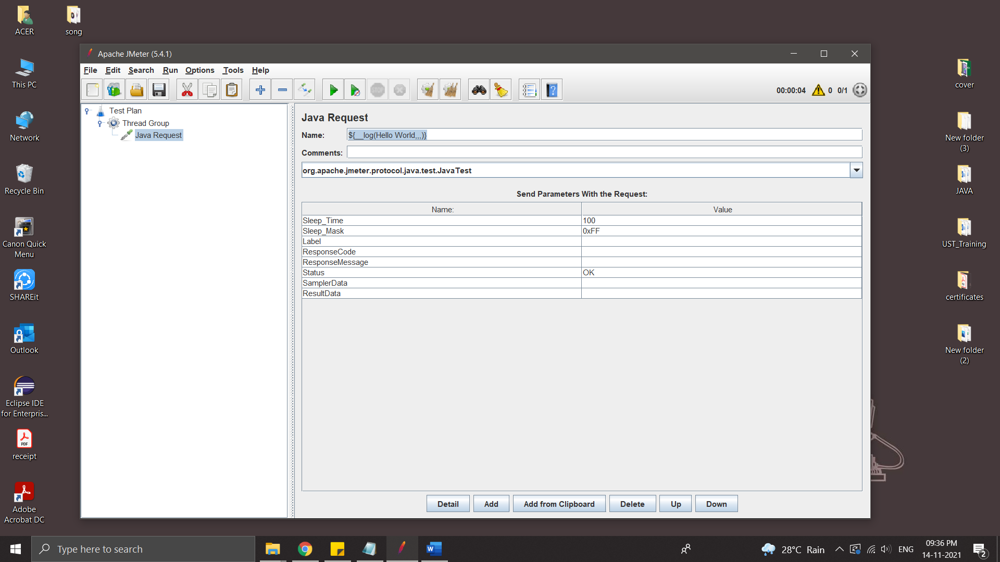 ACER
song
This PC
Network
Recycle Bin
Canon Quick
Menu
SHAREit
Outlook
Eclipse IDE
for Enterpris...
PDF
receipt
Adobe
Acrobat DC
Apache JMeter (5.4.1)
File Edit Search Run Options Tools Help
STOP
00:00:04 0 0/1
Test Plan
Thread Group
Java Request
Java Request
Name: ${__log(Hello World,,,)}
Comments:
org.apache.jmeter.protocol.java.test.JavaTest
Send Parameters With the Request:
Name: Value
Sleep_Time 100
Sleep_Mask 0xFF
Label
ResponseCode
ResponseMessage
Status OK
SamplerData
ResultData
Detail Add Add from Clipboard Delete Up Down
cover
New folder
(3)
JAVA
UST_Training
certificates
New folder
(2)
Type here to search
28°C Rain
ENG
09:36 PM
14-11-2021
2